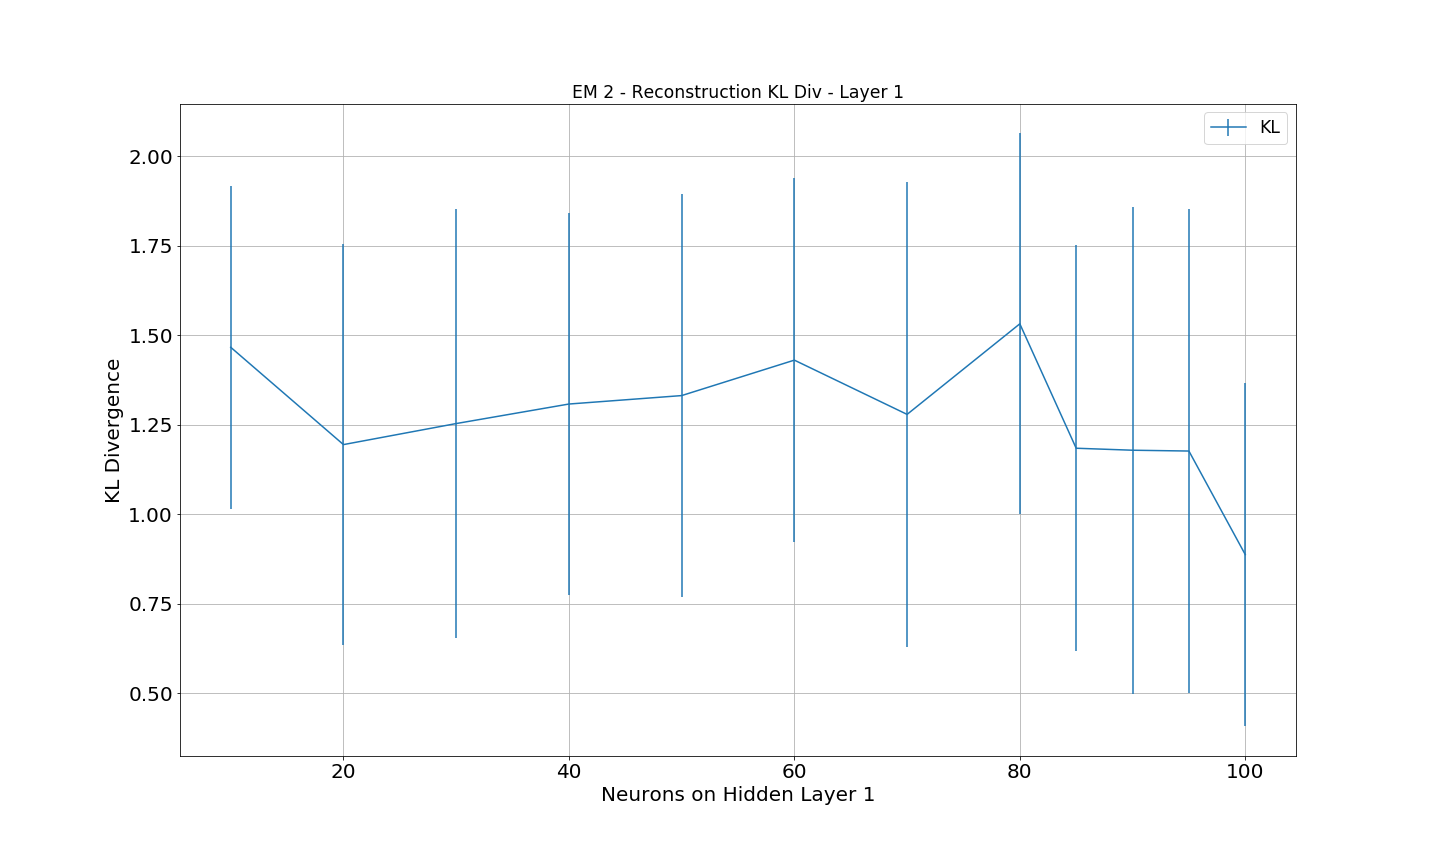 EM 2 - Reconstruction KL Div - Layer 1
KL
2.00
1.75
1.50
1.25
1.00
0.75
0.50
KL Divergence
20 40 60 80 100
Neurons on Hidden Layer 1